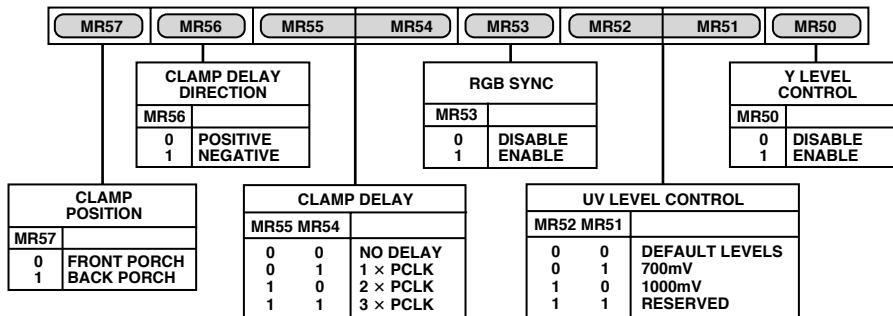 MR57 MR56 MR55 MR54 MR53 MR52 MR51 MR50
CLAMP DELAY
DIRECTION
MR56
0 POSITIVE
1 NEGATIVE
RGB SYNC
MR53
0 DISABLE
1 ENABLE
Y LEVEL
CONTROL
MR50
0 DISABLE
1 ENABLE
CLAMP
POSITION
MR57
0 FRONT PORCH
1 BACK PORCH
CLAMP DELAY
MR55 MR54
0 0 NO DELAY
0 1 1 × PCLK
1 0 2 × PCLK
1 1 3 × PCLK
UV LEVEL CONTROL
MR52 MR51
0 0 DEFAULT LEVELS
0 1 700mV
1 0 1000mV
1 1 RESERVED